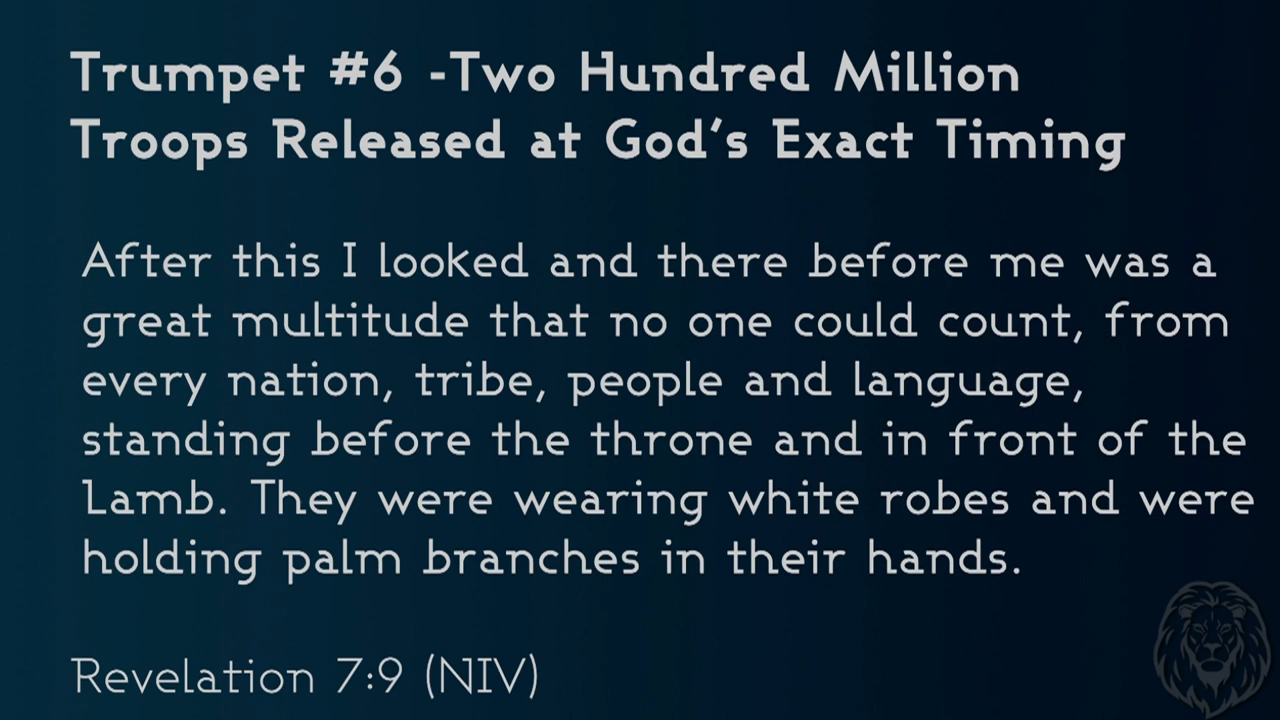 Trumpet #6 -Two Hundred Million
Troops Released at God's Exact Timing
After this I looked and there before me was a
great multitude that no one could count, from
every nation, tribe, people and language,
standing before the throne and in front of the
Lamb. They were wearing white robes and were
holding palm branches in their hands.
Revelation 7:9 (NIV)